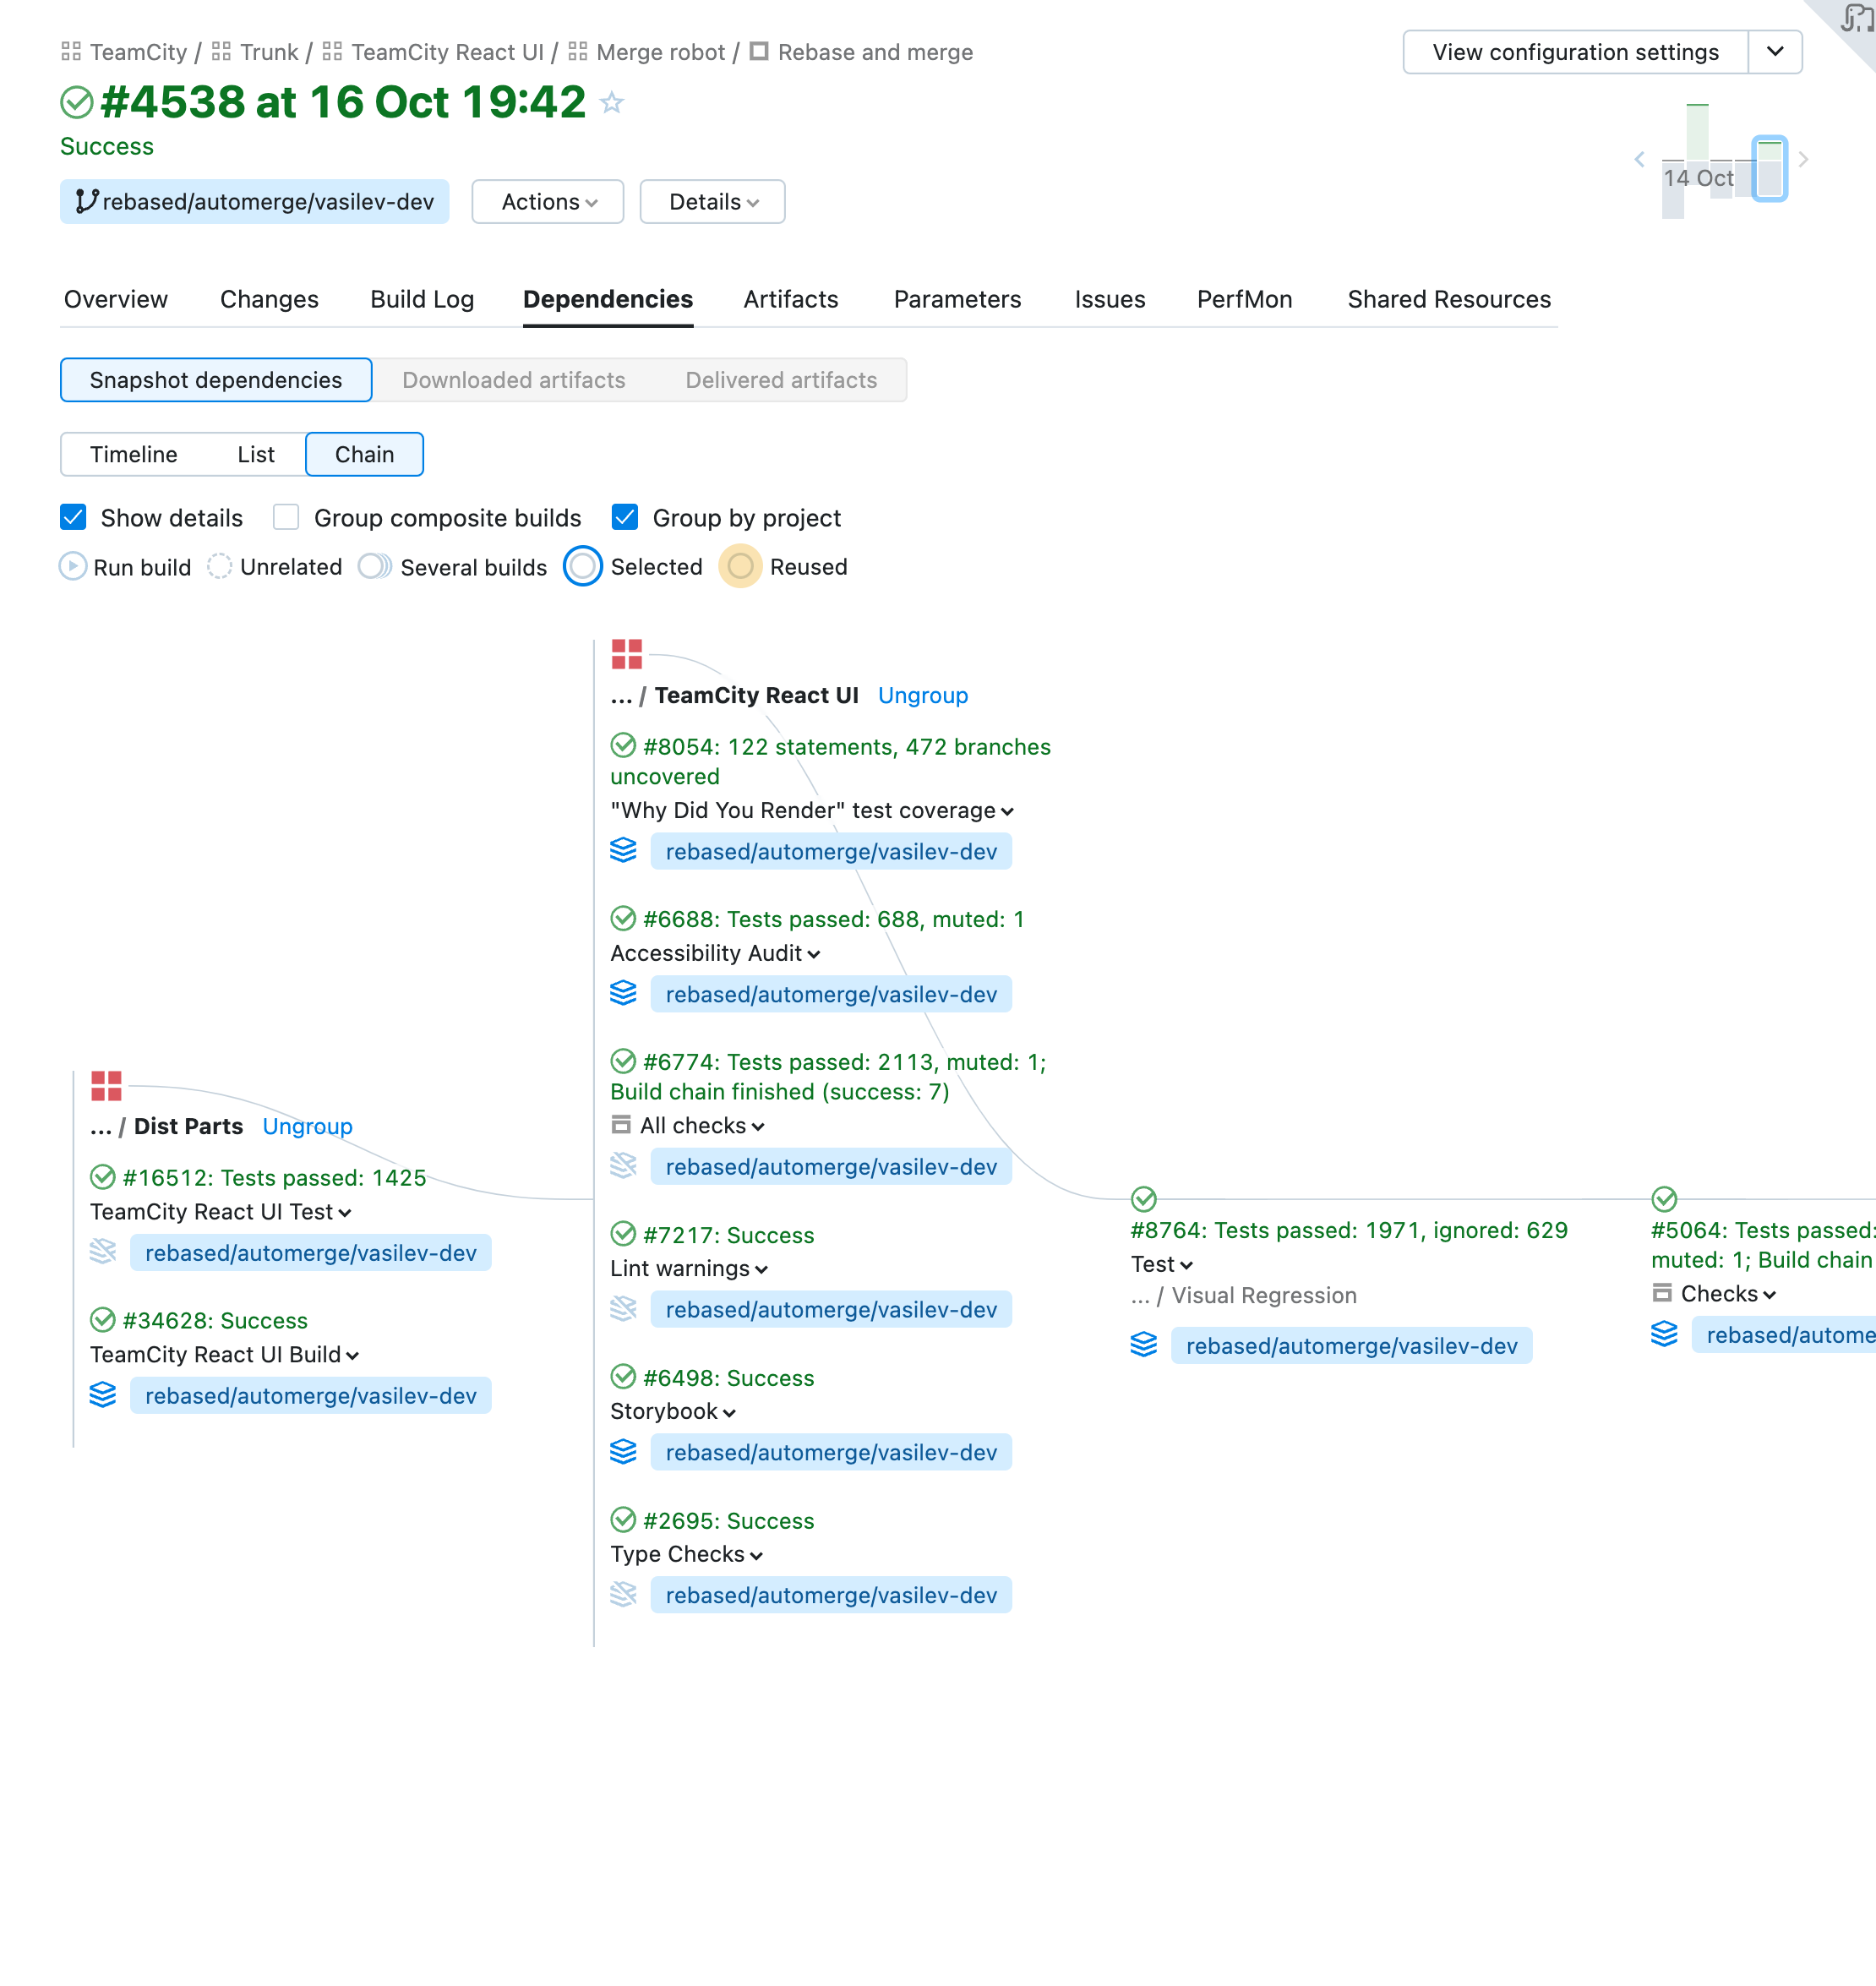 TeamCity / Trunk / TeamCity React UI / Merge robot / Rebase and merge
View configuration settings
#4538 at 16 Oct 19:42
Success
14 Oct
rebased/automerge/vasilev-dev
Actions
Details
Overview Changes Build Log Dependencies Artifacts Parameters Issues PerfMon Shared Resources
Snapshot dependencies Downloaded artifacts Delivered artifacts
Timeline List Chain
Show details Group composite builds Group by project
Run build Unrelated Several builds Selected Reused
... / Dist Parts Ungroup
#16512: Tests passed: 1425
TeamCity React UI Test
rebased/automerge/vasilev-dev
#34628: Success
TeamCity React UI Build
rebased/automerge/vasilev-dev
... / TeamCity React UI Ungroup
#8054: 122 statements, 472 branches
uncovered
"Why Did You Render" test coverage
rebased/automerge/vasilev-dev
#6688: Tests passed: 688, muted: 1
Accessibility Audit
rebased/automerge/vasilev-dev
#6774: Tests passed: 2113, muted: 1;
Build chain finished (success: 7)
All checks
rebased/automerge/vasilev-dev
#7217: Success
Lint warnings
rebased/automerge/vasilev-dev
#6498: Success
Storybook
rebased/automerge/vasilev-dev
#2695: Success
Type Checks
rebased/automerge/vasilev-dev
#8764: Tests passed: 1971, ignored: 629
Test
... / Visual Regression
rebased/automerge/vasilev-dev
#5064: Tests passed:
muted: 1; Build chain
Checks
rebased/autome